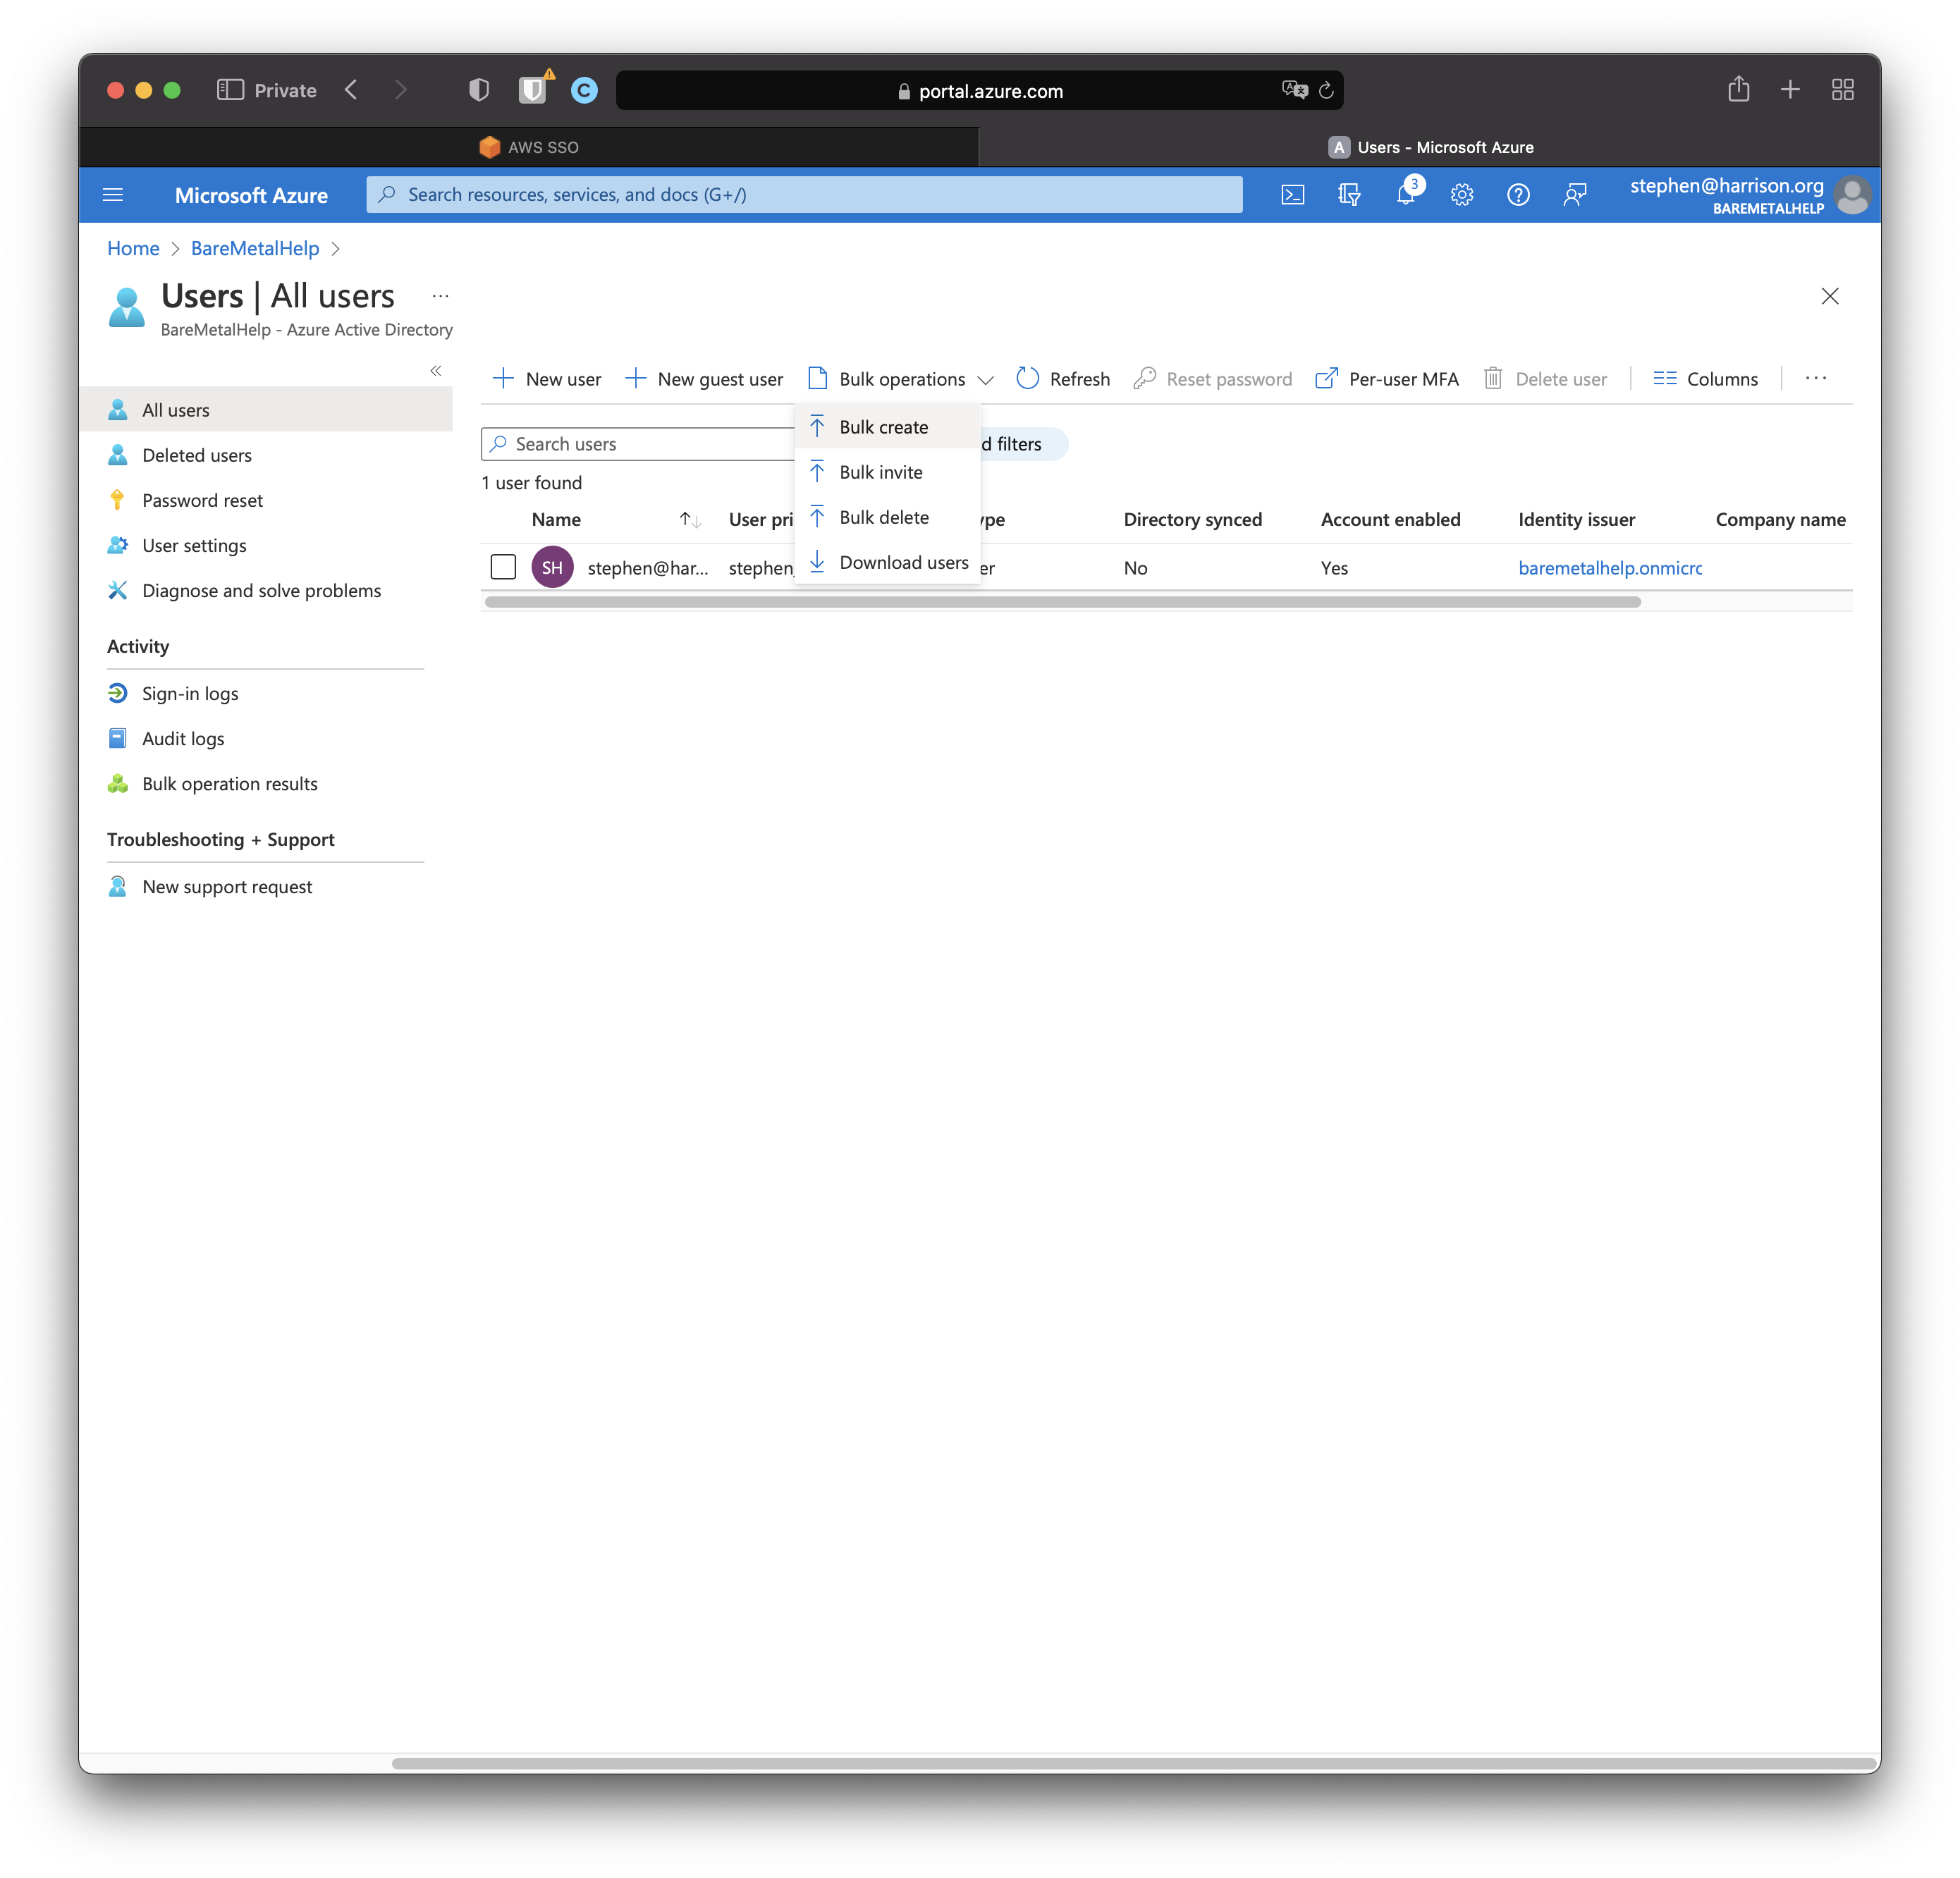 Private
portal.azure.com
AWS SSO
A Users - Microsoft Azure
Microsoft Azure
Search resources, services, and docs (G+/)
3
stephen@harrison.org
BAREMETALHELP
Home > BareMetalHelp >
Users | All users ...
BareMetalHelp - Azure Active Directory
«
All users
Deleted users
Password reset
User settings
Diagnose and solve problems
Activity
Sign-in logs
Audit logs
Bulk operation results
Troubleshooting + Support
New support request
New user New guest user Bulk operations Refresh Reset password Per-user MFA Delete user Columns ...
Bulk create
Bulk invite
Bulk delete
Download users
Search users d filters
1 user found
Name User pri ype Directory synced Account enabled Identity issuer Company name
SH stephen@har... stephen_ er No Yes baremetalhelp.onmicrc